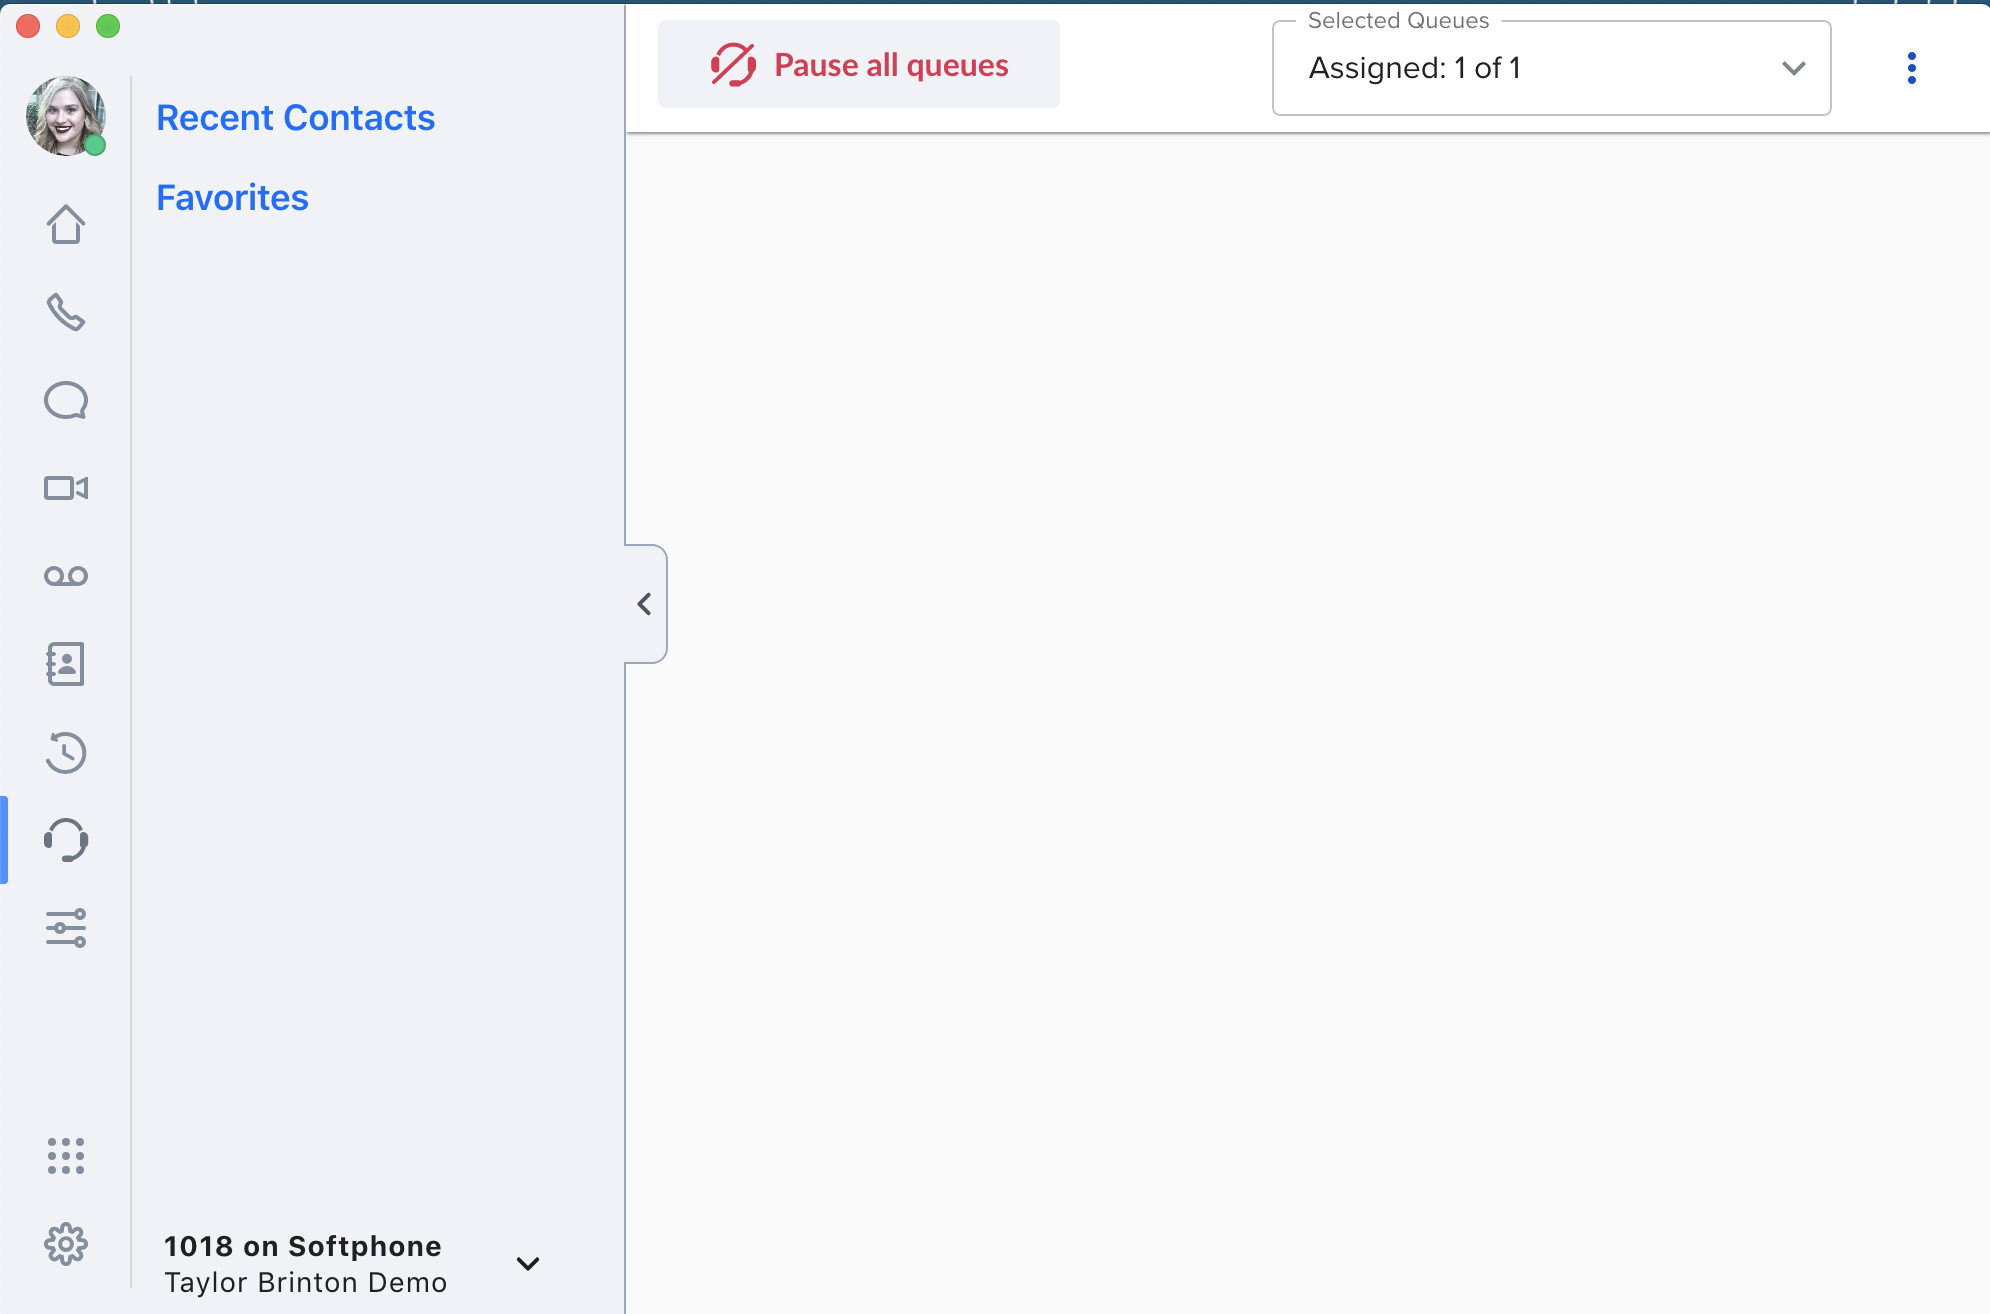 Recent Contacts
Favorites
Pause all queues
Selected Queues
Assigned: 1 of 1
1018 on Softphone
Taylor Brinton Demo